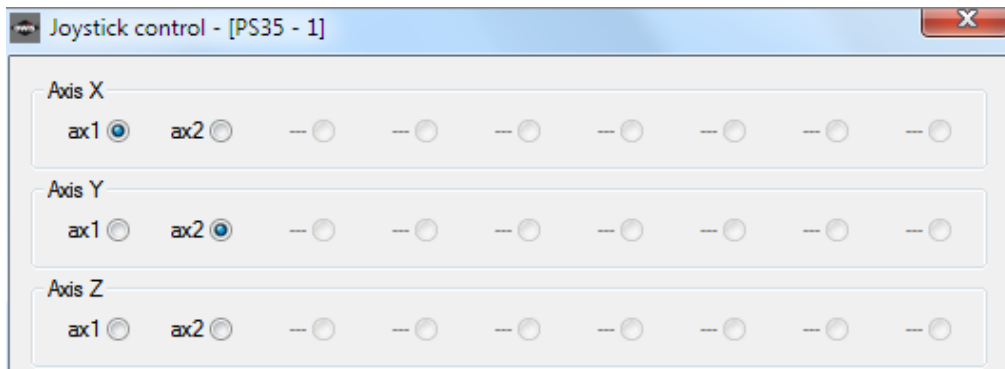 Joystick control - [PS35 - 1]
Axis X
ax1 ax2 --- --- --- --- --- --- ---
Axis Y
ax1 ax2 --- --- --- --- --- --- ---
Axis Z
ax1 ax2 --- --- --- --- --- --- ---